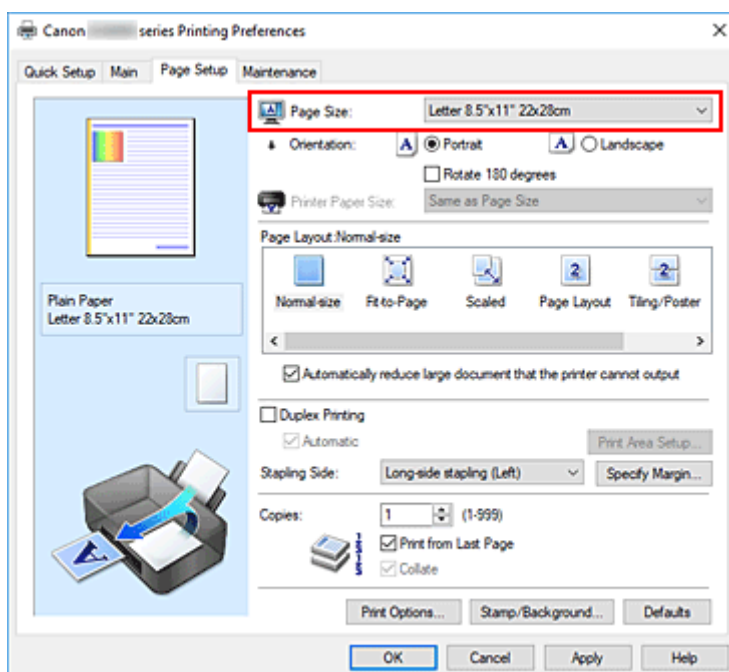 Canon series Printing Preferences
Quick Setup Main Page Setup Maintenance
Page Size: Letter 8.5"x11" 22x28cm
Orientation: A Portrait A Landscape
Rotate 180 degrees
Printer Paper Size: Same as Page Size
Page Layout:Normal-size
Normal-size Fit-to-Page Scaled Page Layout Tiling/Poster
Plain Paper
Letter 8.5"x11" 22x28cm
Automatically reduce large document that the printer cannot output
Duplex Printing
Automatic Print Area Setup...
Stapling Side: Long-side stapling (Left) Specify Margin...
Copies: 1 (1-999)
Print from Last Page
Collate
Print Options... Stamp/Background... Defaults
OK Cancel Apply Help